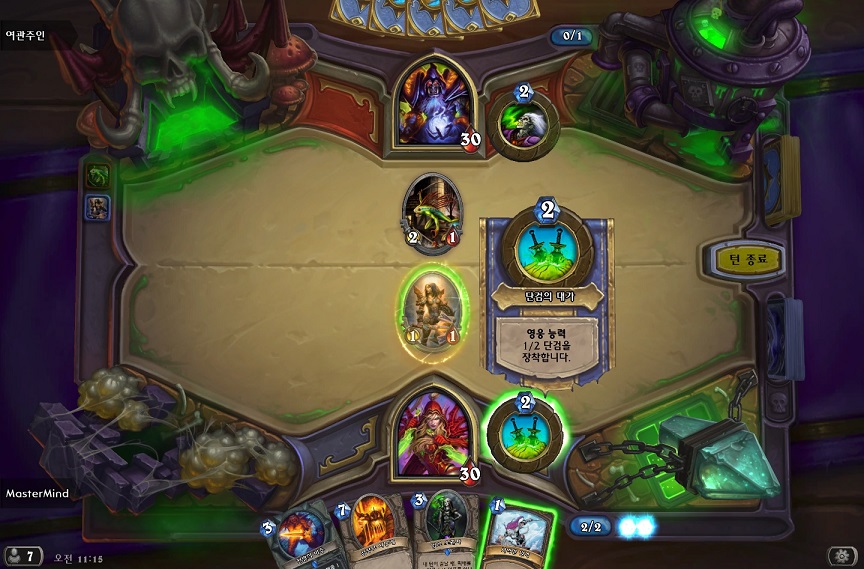 여관주인
0/1
2
30
2
1
2
단검의 대가
영웅 능력
1/2 단검을
장착합니다.
턴 종료
1
1
2
30
MasterMind
3
7
3
1
2/2
7
오전 11:15